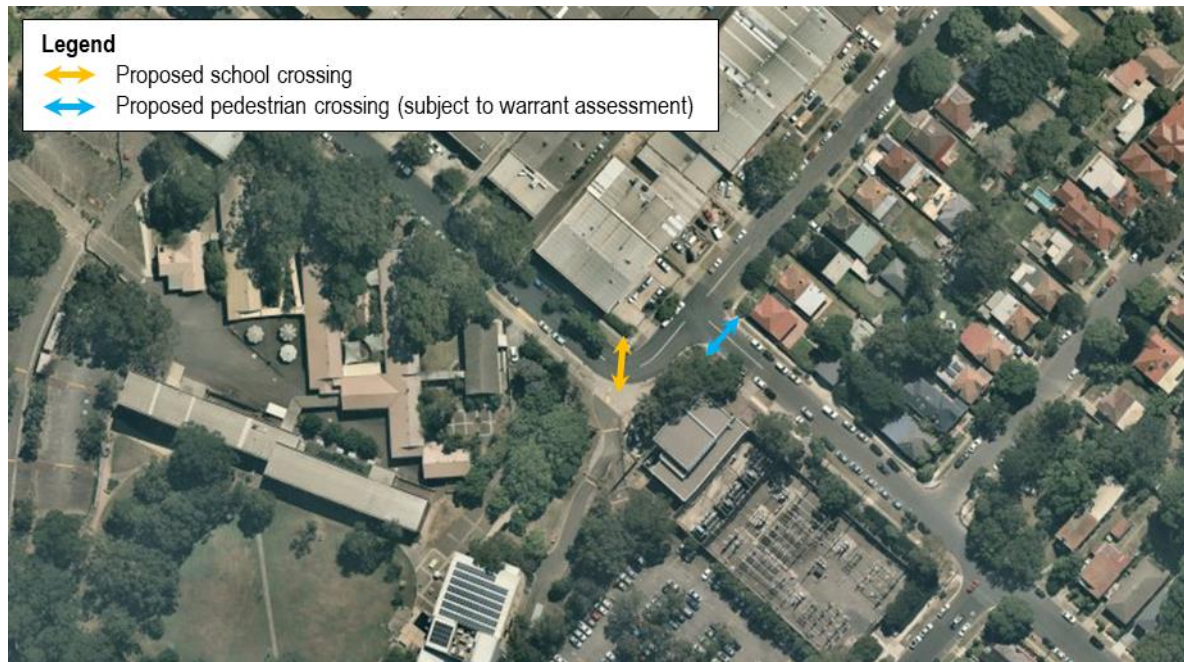 Legend
Proposed school crossing
Proposed pedestrian crossing (subject to warrant assessment)